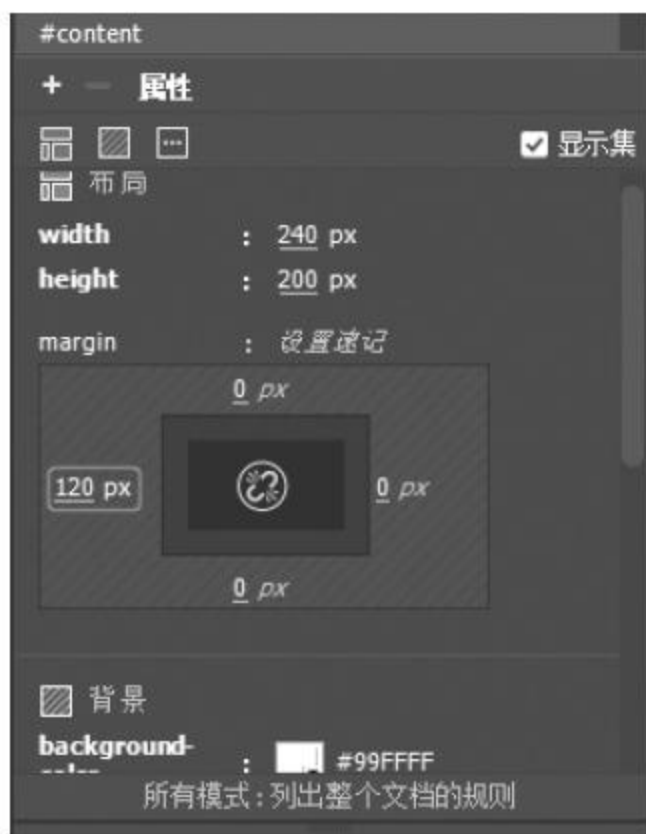 #content
+ − 属性
显示集
布局
width : 240 px
height : 200 px
margin : 设置速记
0 px
120 px
0 px
0 px
背景
background-
color : #99FFFF
所有模式:列出整个文档的规则